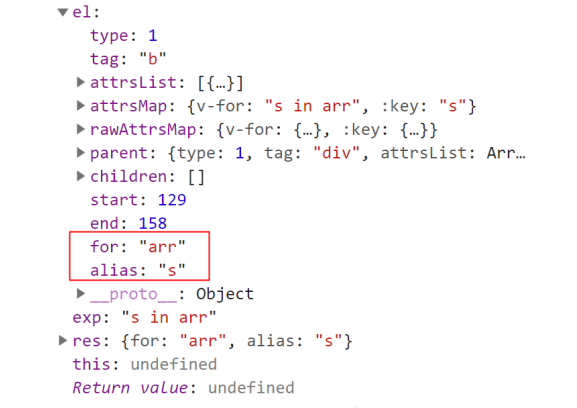 el:
type: 1
tag: "b"
attrsList: [{…}]
attrsMap: {v-for: "s in arr", :key: "s"}
rawAttrsMap: {v-for: {…}, :key: {…}}
parent: {type: 1, tag: "div", attrsList: Arr…
children: []
start: 129
end: 158
for: "arr"
alias: "s"
__proto__: Object
exp: "s in arr"
res: {for: "arr", alias: "s"}
this: undefined
Return value: undefined